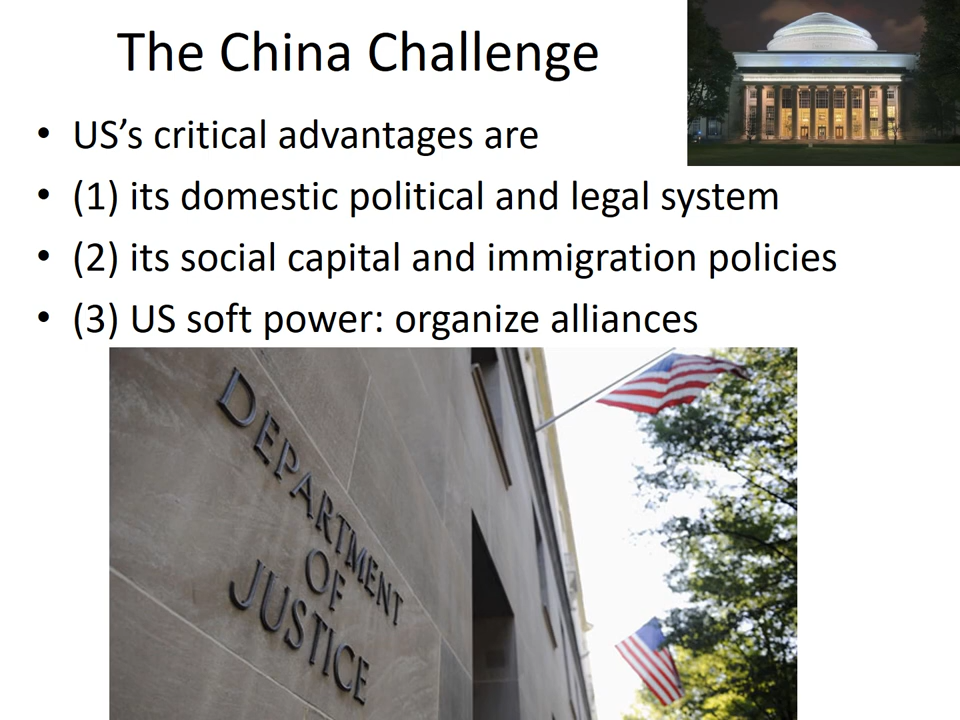 The China Challenge
• US’s critical advantages are
• (1) its domestic political and legal system
• (2) its social capital and immigration policies
• (3) US soft power: organize alliances
DEPARTMENT
OF
JUSTICE